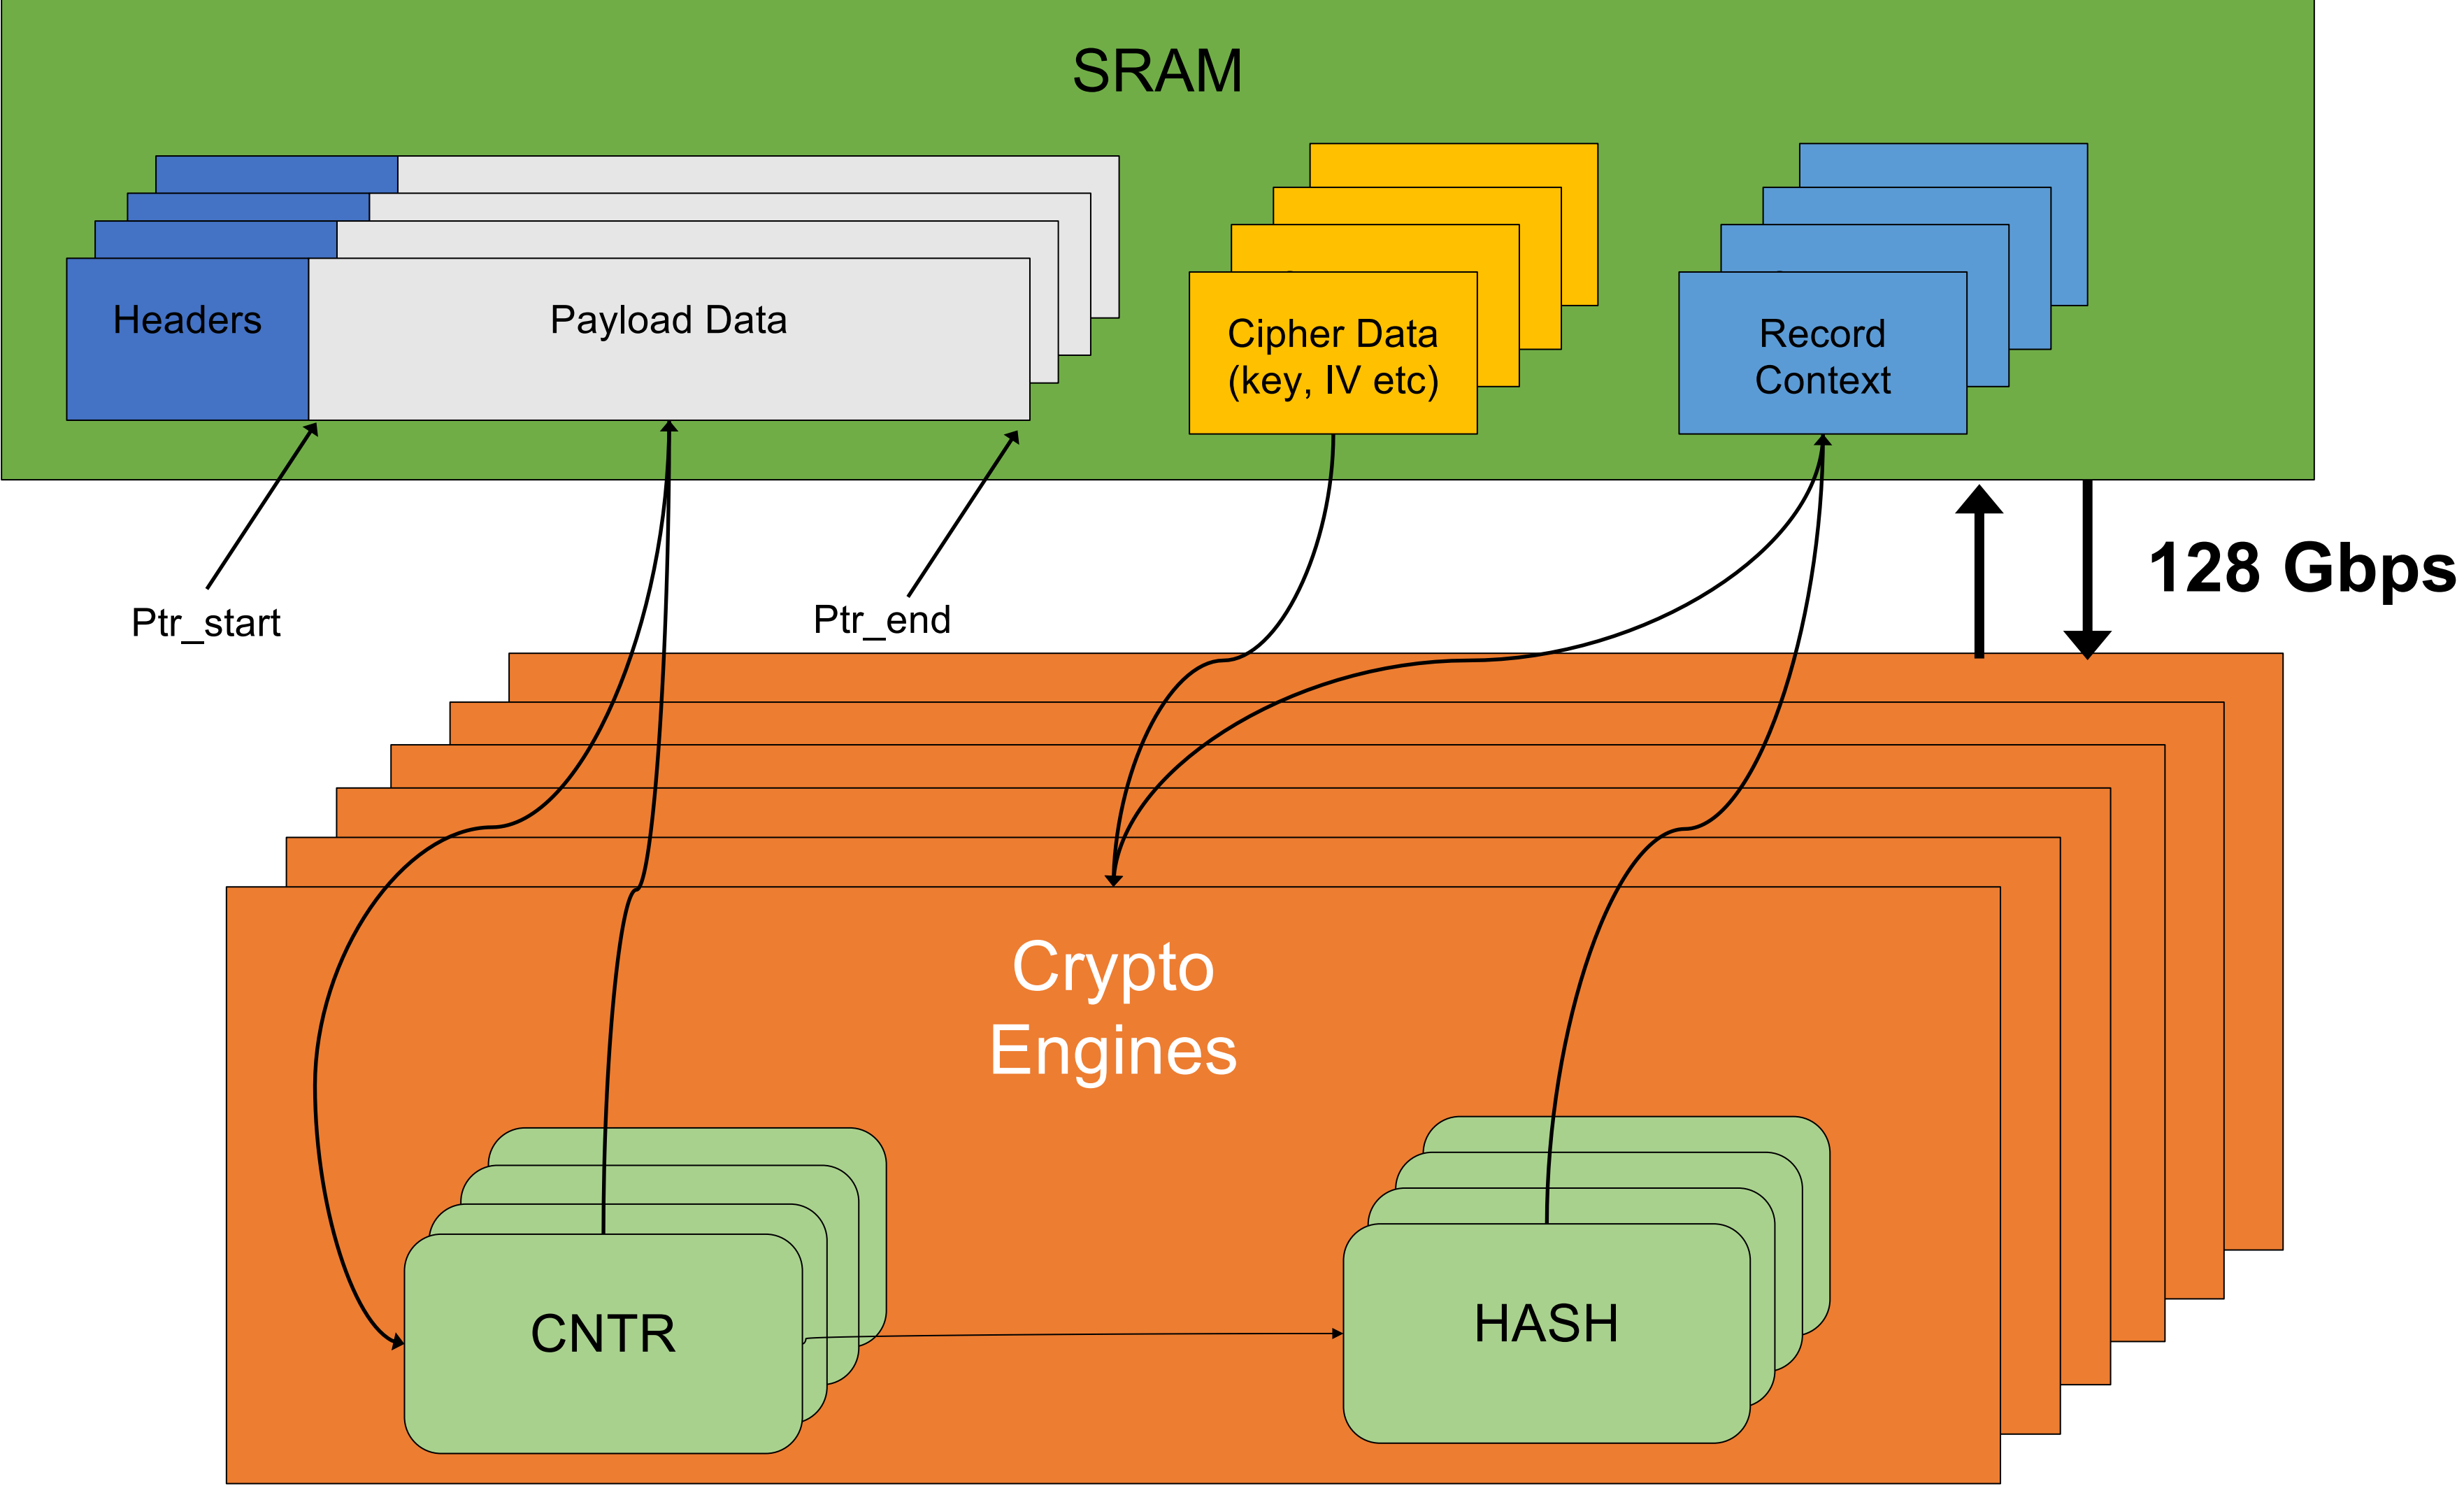 SRAM
Headers
Payload Data
Cipher Data
(key, IV etc)
Record
Context
Ptr_start
Ptr_end
128 Gbps
Crypto
Engines
CNTR
HASH